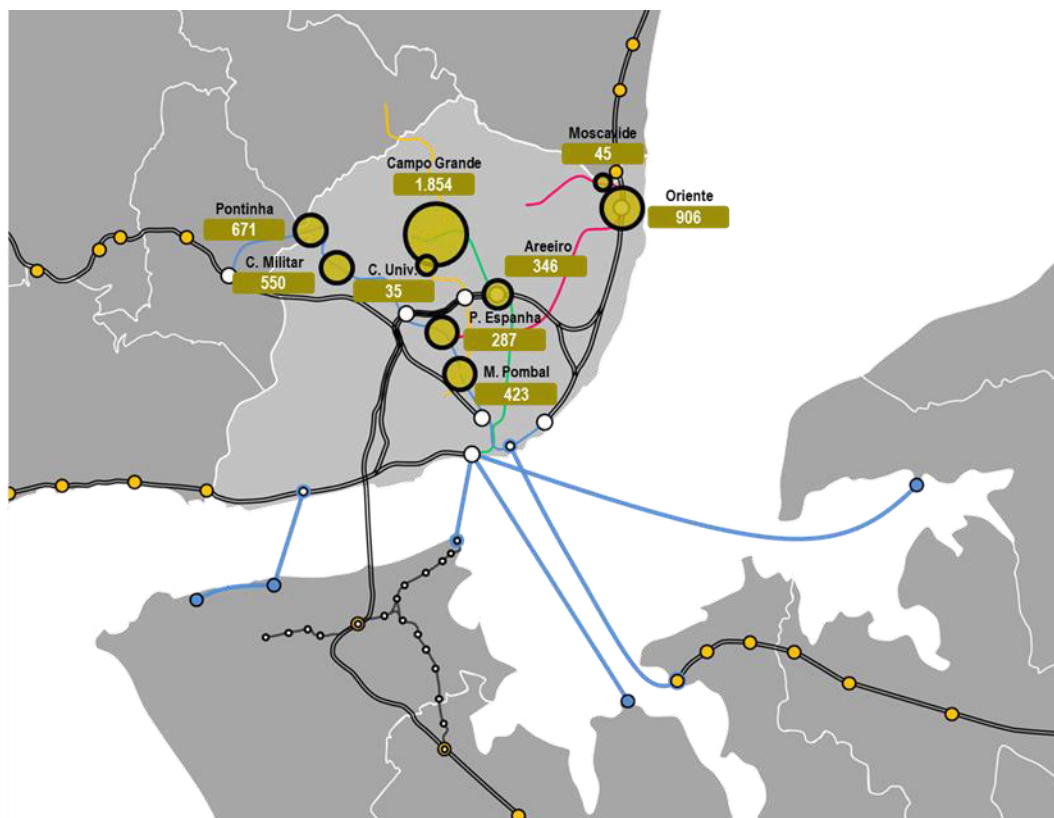 Moscavide
45
Campo Grande
1.854
Oriente
906
Pontinha
671
Areeiro
346
C. Militar
550
C. Univ.
35
P. Espanha
287
M. Pombal
423